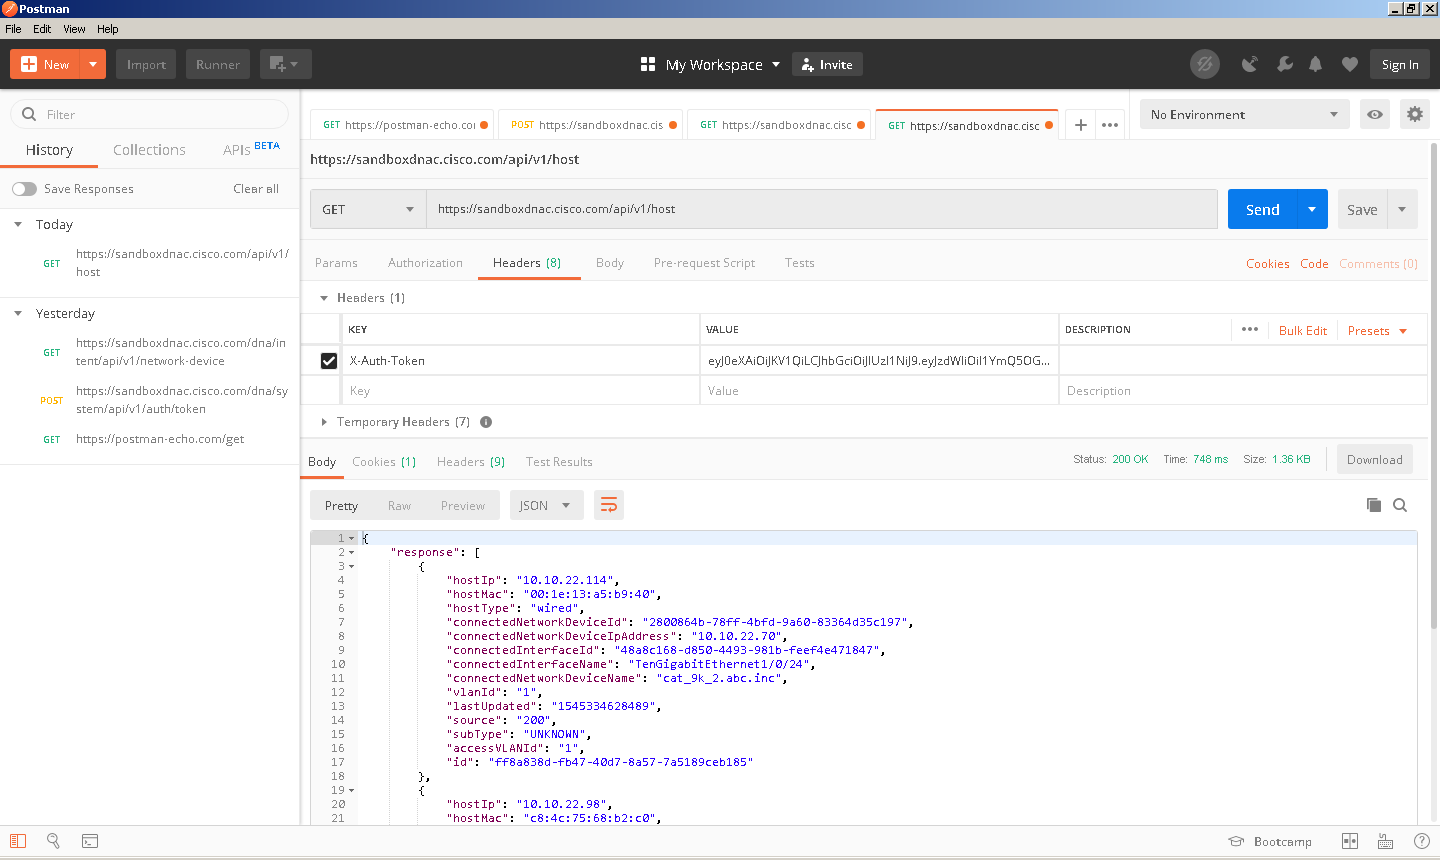 Postman
File Edit View Help
New Import Runner My Workspace Invite Sign In
Filter
History Collections APIs BETA
Save Responses Clear all
Today
GET https://sandboxdnac.cisco.com/api/v1/
host
Yesterday
GET https://sandboxdnac.cisco.com/dna/in
tent/api/v1/network-device
POST https://sandboxdnac.cisco.com/dna/sy
stem/api/v1/auth/token
GET https://postman-echo.com/get
GET https://postman-echo.co POST https://sandboxdnac.cis GET https://sandboxdnac.cisc GET https://sandboxdnac.cisc + ••• No Environment
https://sandboxdnac.cisco.com/api/v1/host
GET https://sandboxdnac.cisco.com/api/v1/host Send Save
Params Authorization Headers (8) Body Pre-request Script Tests Cookies Code Comments (0)
Headers (1)
KEY VALUE DESCRIPTION ••• Bulk Edit Presets
X-Auth-Token
Key Value Description
Temporary Headers (7)
Body Cookies (1) Headers (9) Test Results Status: 200 OK Time: 748 ms Size: 1.36 KB Download
Pretty Raw Preview JSON
1 {
2 "response": [
3 {
4 "hostIp": "10.10.22.114",
5 "hostMac": "00:1e:13:a5:b9:40",
6 "hostType": "wired",
7 "connectedNetworkDeviceId": "2800864b-78ff-4bfd-9a60-83364d35c197",
8 "connectedNetworkDeviceIpAddress": "10.10.22.70",
9 "connectedInterfaceId": "48a8c168-d850-4493-981b-feef4e471847",
10 "connectedInterfaceName": "TenGigabitEthernet1/0/24",
11 "connectedNetworkDeviceName": "cat_9k_2.abc.inc",
12 "vlanId": "1",
13 "lastUpdated": "1545334628489",
14 "source": "200",
15 "subType": "UNKNOWN",
16 "accessVLANId": "1",
17 "id": "ff8a838d-fb47-40d7-8a57-7a5189ceb185"
18 },
19 {
20 "hostIp": "10.10.22.98",
21 "hostMac": "c8:4c:75:68:b2:c0",
Bootcamp